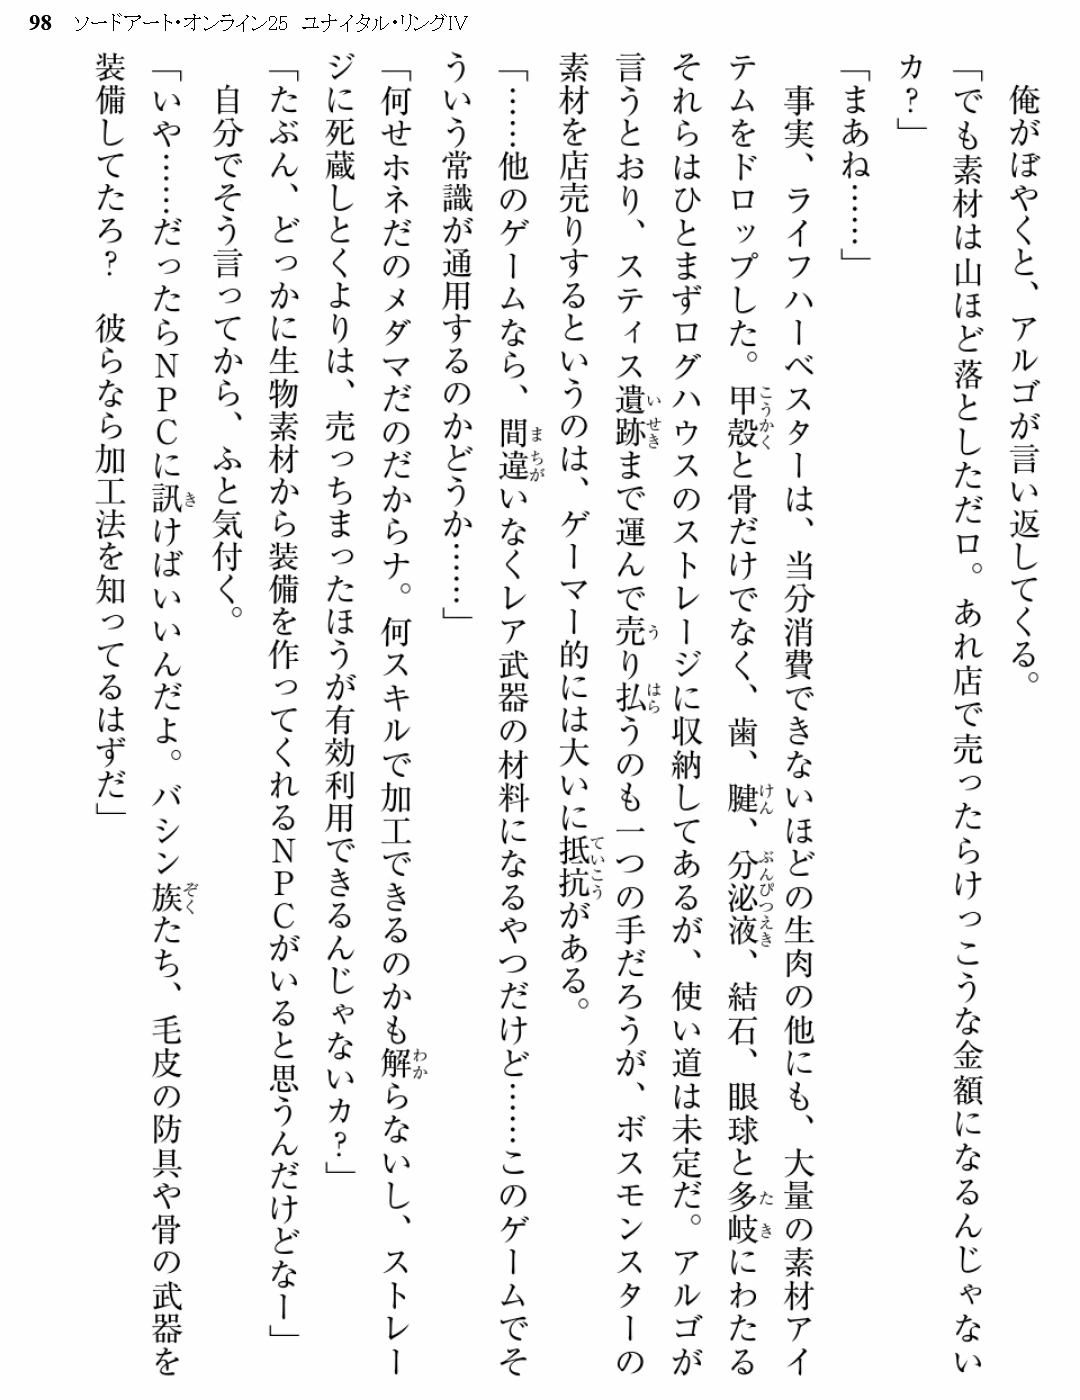 98 ソードアート・オンライン25 ユナイタル・リングIV
　俺がぼやくと、アルゴが言い返してくる。
「でも素材は山ほど落としただロ。あれ店で売ったらけっこうな金額になるんじゃない
カ？」
「まあね……」
　事実、ライフハーベスターは、当分消費できないほどの生肉の他にも、大量の素材アイ
テムをドロップした。甲殻と骨だけでなく、歯、腱、分泌液、結石、眼球と多岐にわたる
それらはひとまずログハウスのストレージに収納してあるが、使い道は未定だ。アルゴが
言うとおり、スティス遺跡まで運んで売り払うのも一つの手だろうが、ボスモンスターの
素材を店売りするというのは、ゲーマー的には大いに抵抗がある。
「……他のゲームなら、間違いなくレア武器の材料になるやつだけど……このゲームでそ
ういう常識が通用するのかどうか……」
「何せホネだのメダマだのだからナ。何スキルで加工できるのかも解らないし、ストレー
ジに死蔵しとくよりは、売っちまったほうが有効利用できるんじゃないカ？」
「たぶん、どっかに生物素材から装備を作ってくれるＮＰＣがいると思うんだけどなー」
　自分でそう言ってから、ふと気付く。
「いや……だったらＮＰＣに訊けばいいんだよ。バシン族たち、毛皮の防具や骨の武器を
装備してたろ？　彼らなら加工法を知ってるはずだ」